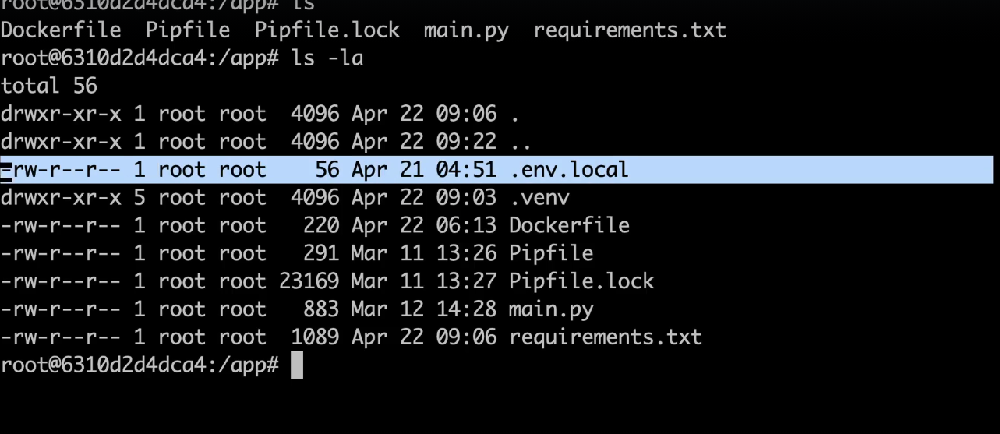 root@6310d2d4dca4:/app# ls
Dockerfile  Pipfile  Pipfile.lock  main.py  requirements.txt
root@6310d2d4dca4:/app# ls -la
total 56
drwxr-xr-x 1 root root  4096 Apr 22 09:06 .
drwxr-xr-x 1 root root  4096 Apr 22 09:22 ..
-rw-r--r-- 1 root root    56 Apr 21 04:51 .env.local
drwxr-xr-x 5 root root  4096 Apr 22 09:03 .venv
-rw-r--r-- 1 root root   220 Apr 22 06:13 Dockerfile
-rw-r--r-- 1 root root   291 Mar 11 13:26 Pipfile
-rw-r--r-- 1 root root 23169 Mar 11 13:27 Pipfile.lock
-rw-r--r-- 1 root root   883 Mar 12 14:28 main.py
-rw-r--r-- 1 root root  1089 Apr 22 09:06 requirements.txt
root@6310d2d4dca4:/app#